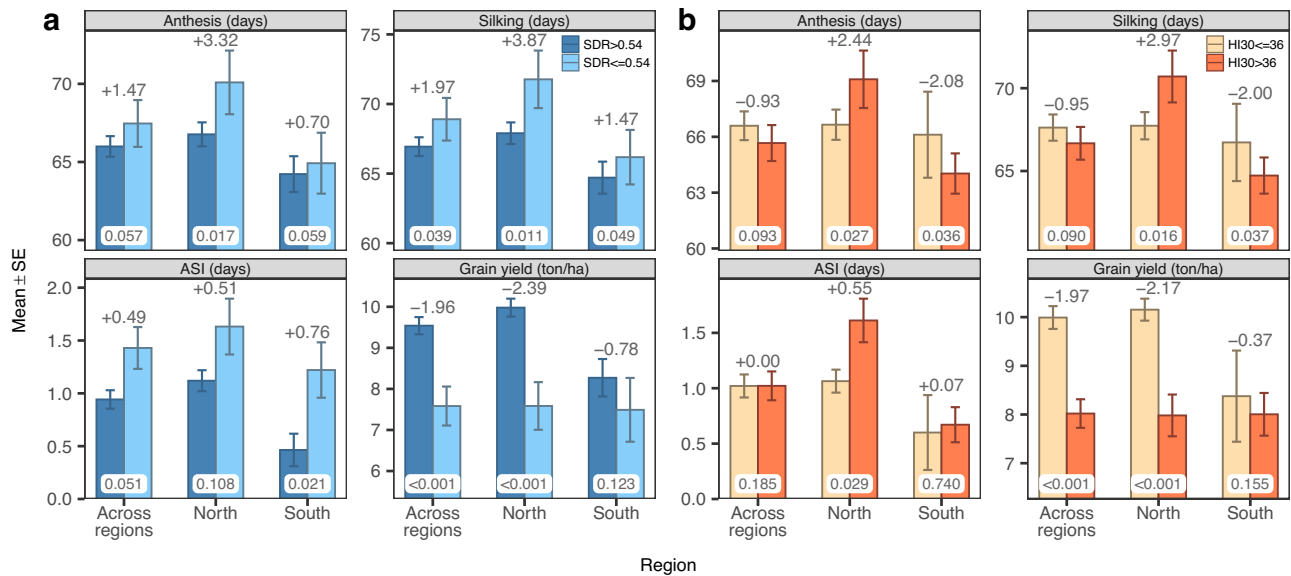 a
Anthesis (days)
+1.47
+3.32
+0.70
70
65
60
0.057
0.017
0.059
Silking (days)
SDR>0.54
SDR<=0.54
+1.97
+3.87
+1.47
75
70
65
60
0.039
0.011
0.049
ASI (days)
+0.49
+0.51
+0.76
2.0
1.5
1.0
0.5
0.0
0.051
0.108
0.021
Across regions
North
South
Grain yield (ton/ha)
−1.96
−2.39
−0.78
10
9
8
7
6
<0.001
<0.001
0.123
Across regions
North
South
b
Anthesis (days)
−0.93
+2.44
−2.08
69
66
63
60
0.093
0.027
0.036
Silking (days)
HI30<=36
HI30>36
−0.95
+2.97
−2.00
70
65
0.090
0.016
0.037
ASI (days)
+0.00
+0.55
+0.07
1.5
1.0
0.5
0.0
0.185
0.029
0.740
Across regions
North
South
Grain yield (ton/ha)
−1.97
−2.17
−0.37
10
9
8
7
<0.001
<0.001
0.155
Across regions
North
South
Mean±SE
Region